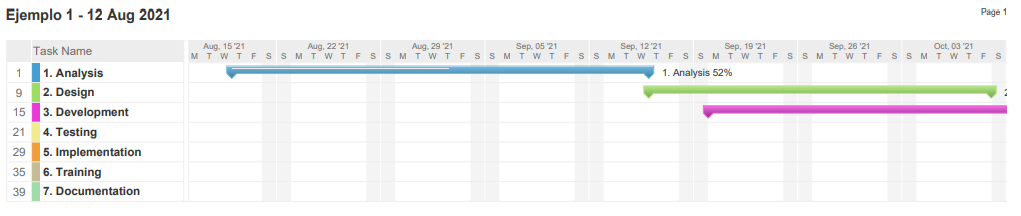 Ejemplo 1 - 12 Aug 2021
Page 1
Task Name
Aug, 15 '21 Aug, 22 '21 Aug, 29 '21 Sep, 05 '21 Sep, 12 '21 Sep, 19 '21 Sep, 26 '21 Oct, 03 '21
M T W T F S S M T W T F S S M T W T F S S M T W T F S S M T W T F S S M T W T F S S M T W T F S S M T W T F S
1 1. Analysis 1. Analysis 52%
9 2. Design 2
15 3. Development
21 4. Testing
29 5. Implementation
35 6. Training
39 7. Documentation